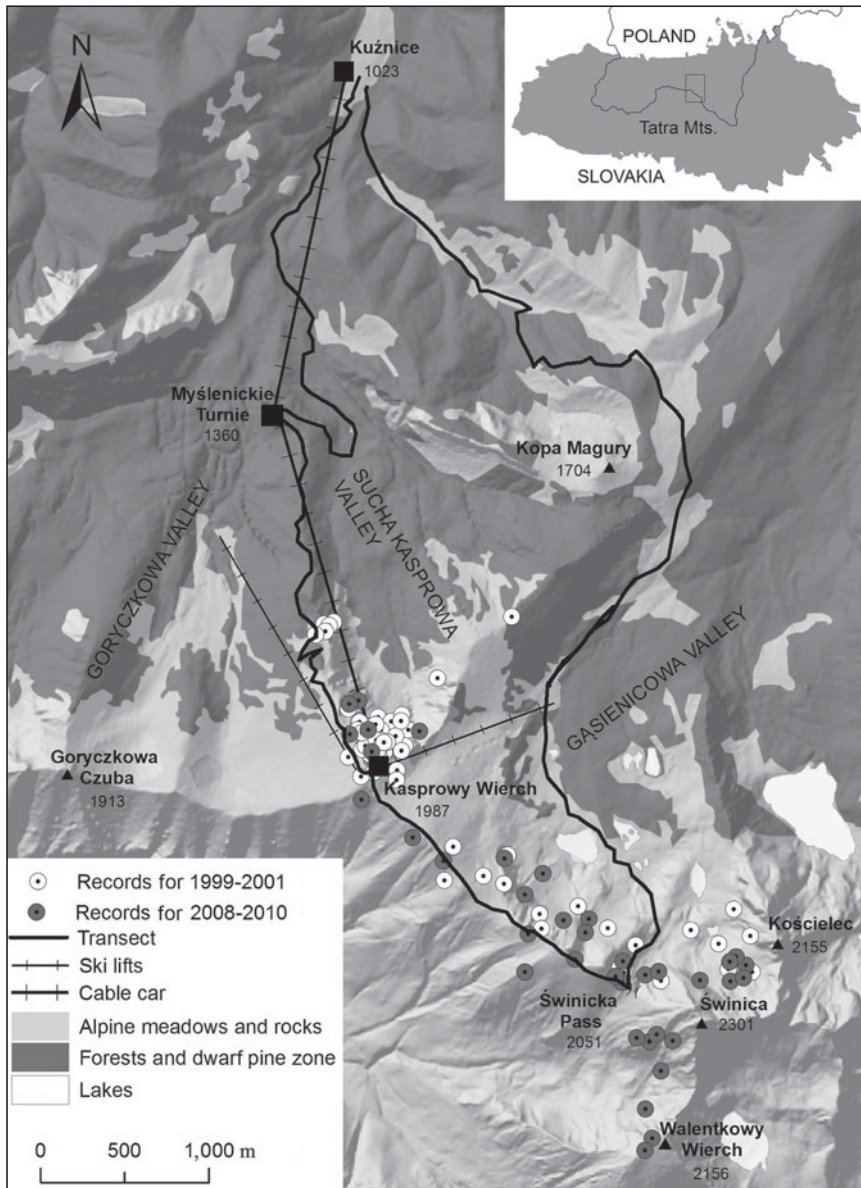 N
Kuźnice
1023
POLAND
Tatra Mts.
SLOVAKIA
Myślenickie
Turnie
1360
Kopa Magury
1704
SUCHA KASPROWA
VALLEY
GORYCZKOWA VALLEY
GĄSIENICOWA VALLEY
Goryczkowa
Czuba
1913
Kasprowy Wierch
1987
Kościelec
2155
Świnicka
Pass
2051
Świnica
2301
Walentkowy
Wierch
2156
Records for 1999-2001
Records for 2008-2010
Transect
Ski lifts
Cable car
Alpine meadows and rocks
Forests and dwarf pine zone
Lakes
0 500 1,000 m